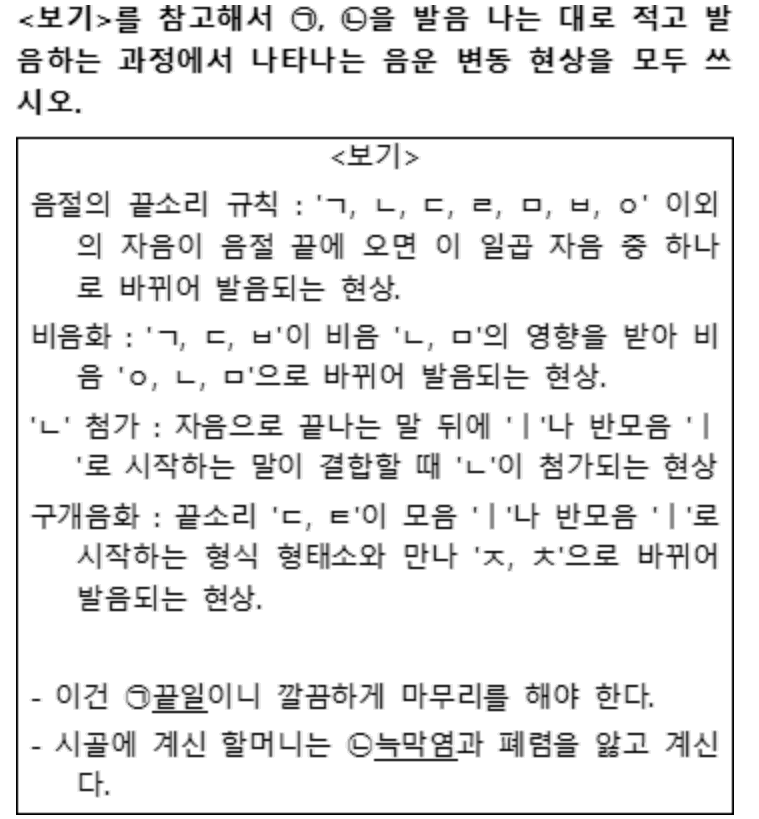 <보기>를 참고해서 ㉠, ㉡을 발음 나는 대로 적고 발
음하는 과정에서 나타나는 음운 변동 현상을 모두 쓰
시오.
<보기>
음절의 끝소리 규칙 : 'ㄱ, ㄴ, ㄷ, ㄹ, ㅁ, ㅂ, ㅇ' 이외
의 자음이 음절 끝에 오면 이 일곱 자음 중 하나
로 바뀌어 발음되는 현상.
비음화 : 'ㄱ, ㄷ, ㅂ'이 비음 'ㄴ, ㅁ'의 영향을 받아 비
음 'ㅇ, ㄴ, ㅁ'으로 바뀌어 발음되는 현상.
'ㄴ' 첨가 : 자음으로 끝나는 말 뒤에 'ㅣ'나 반모음 'ㅣ
'로 시작하는 말이 결합할 때 'ㄴ'이 첨가되는 현상
구개음화 : 끝소리 'ㄷ, ㅌ'이 모음 'ㅣ'나 반모음 'ㅣ'로
시작하는 형식 형태소와 만나 'ㅈ, ㅊ'으로 바뀌어
발음되는 현상.
- 이건 ㉠끝일이니 깔끔하게 마무리를 해야 한다.
- 시골에 계신 할머니는 ㉡늑막염과 폐렴을 앓고 계신
다.